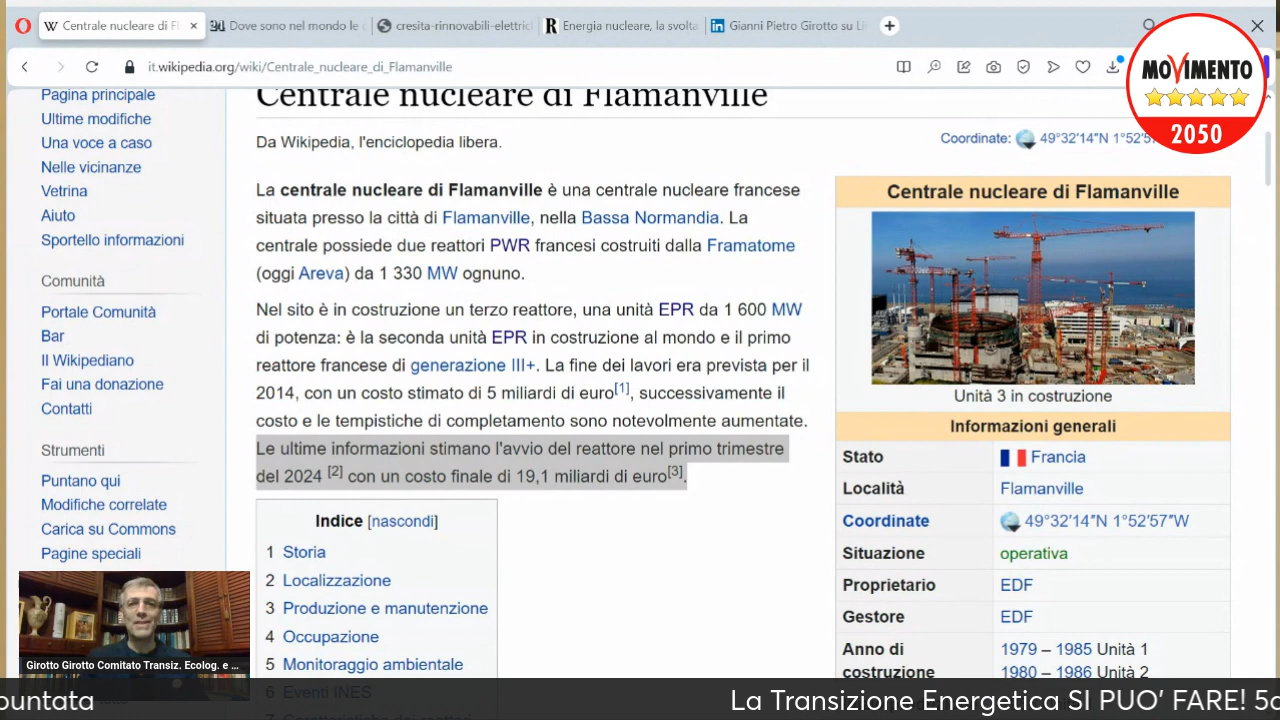 Centrale nucleare di Fl
Dove sono nel mondo le c
cresita-rinnovabili-elettric
Energia nucleare, la svolta
Gianni Pietro Girotto su Li
it.wikipedia.org/wiki/Centrale_nucleare_di_Flamanville
MOVIMENTO
2050
Pagina principale
Ultime modifiche
Una voce a caso
Nelle vicinanze
Vetrina
Aiuto
Sportello informazioni
Comunità
Portale Comunità
Bar
Il Wikipediano
Fai una donazione
Contatti
Strumenti
Puntano qui
Modifiche correlate
Carica su Commons
Pagine speciali
Centrale nucleare di Flamanville
Da Wikipedia, l'enciclopedia libera.
Coordinate: 49°32′14″N 1°52′5
La centrale nucleare di Flamanville è una centrale nucleare francese
situata presso la città di Flamanville, nella Bassa Normandia. La
centrale possiede due reattori PWR francesi costruiti dalla Framatome
(oggi Areva) da 1 330 MW ognuno.
Nel sito è in costruzione un terzo reattore, una unità EPR da 1 600 MW
di potenza: è la seconda unità EPR in costruzione al mondo e il primo
reattore francese di generazione III+. La fine dei lavori era prevista per il
2014, con un costo stimato di 5 miliardi di euro[1], successivamente il
costo e le tempistiche di completamento sono notevolmente aumentate.
Le ultime informazioni stimano l'avvio del reattore nel primo trimestre
del 2024 [2] con un costo finale di 19,1 miliardi di euro[3].
Indice [nascondi]
1 Storia
2 Localizzazione
3 Produzione e manutenzione
4 Occupazione
5 Monitoraggio ambientale
6 Eventi INES
Centrale nucleare di Flamanville
Unità 3 in costruzione
Informazioni generali
Stato Francia
Località Flamanville
Coordinate 49°32′14″N 1°52′57″W
Situazione operativa
Proprietario EDF
Gestore EDF
Anno di 1979 – 1985 Unità 1
costruzione 1980 – 1986 Unità 2
Girotto Girotto Comitato Transiz. Ecolog. e ...
puntata
La Transizione Energetica SI PUO' FARE! 5a